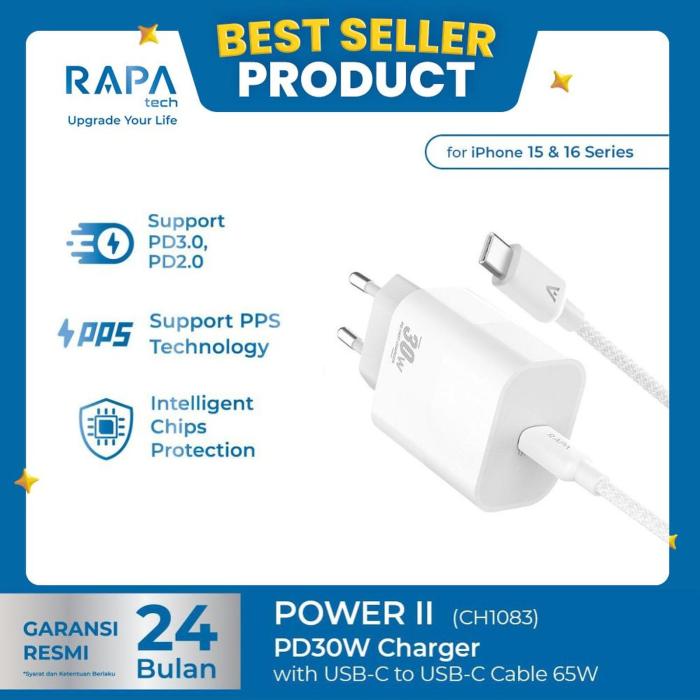 BEST SELLER
PRODUCT
RAPA
tech
Upgrade Your Life
for iPhone 15 & 16 Series
Support
PD3.0,
PD2.0
PPS
Support PPS
Technology
Intelligent
Chips
Protection
30W
RAPA
GARANSI
RESMI
*Syarat dan Ketentuan Berlaku
24
Bulan
POWER II (CH1083)
PD30W Charger
with USB-C to USB-C Cable 65W